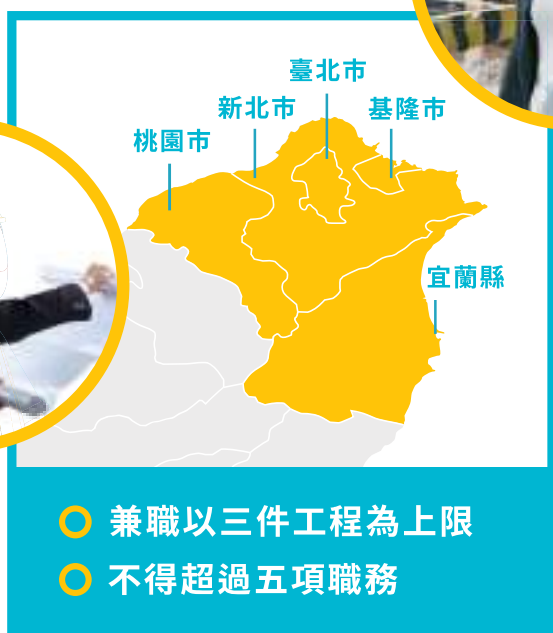 臺北市
新北市
基隆市
桃園市
宜蘭縣
兼職以三件工程為上限
不得超過五項職務